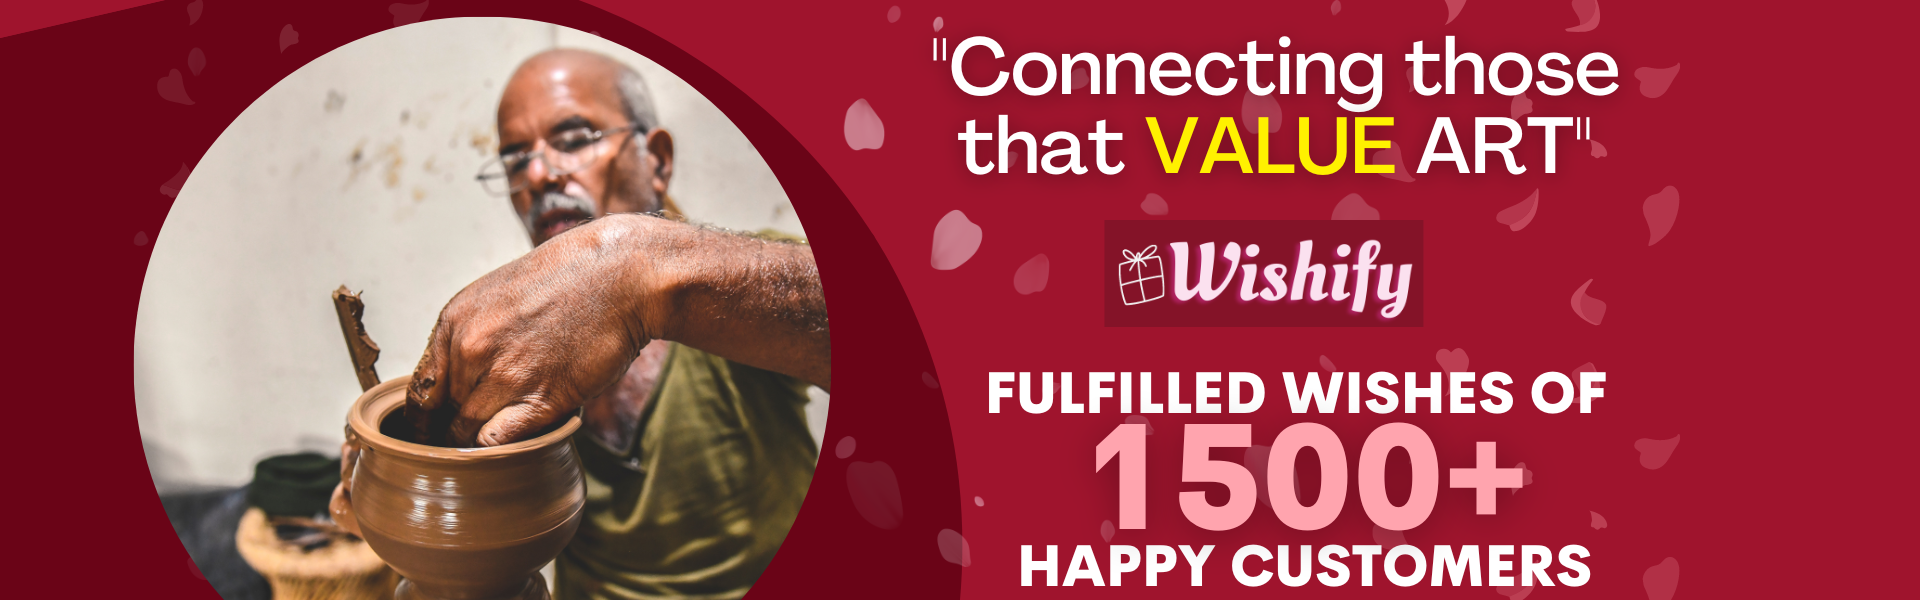 "Connecting those
that VALUE ART"
Wishify
FULFILLED WISHES OF
1500+
HAPPY CUSTOMERS